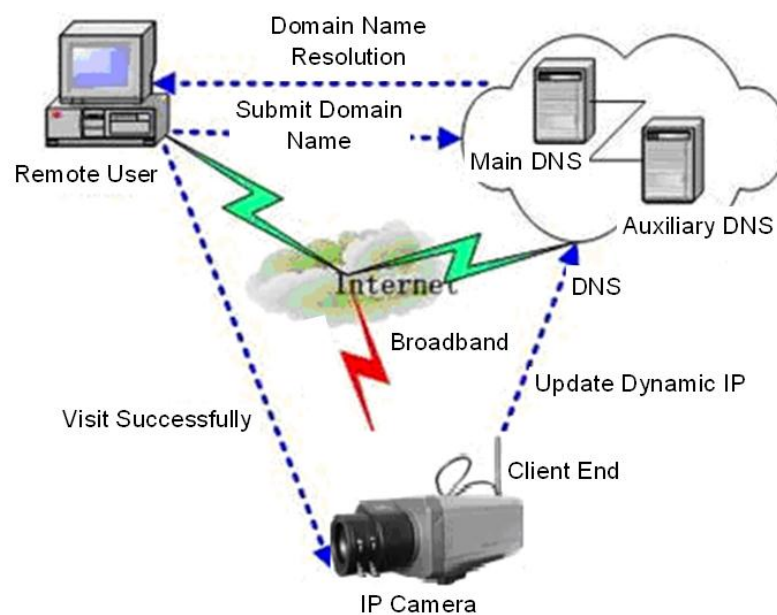 Domain Name
Resolution
Submit Domain
Name
Remote User
Main DNS
Auxiliary DNS
Internet
DNS
Broadband
Update Dynamic IP
Visit Successfully
Client End
IP Camera